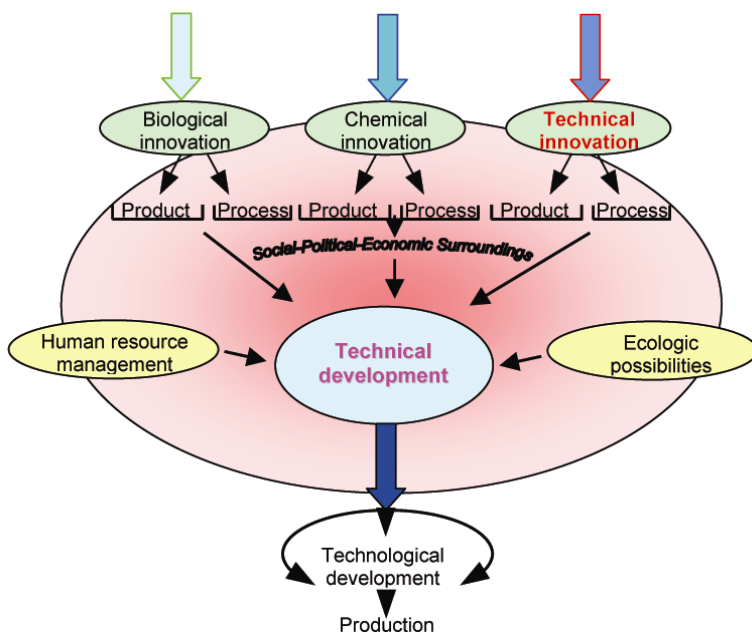 Biological
innovation
Chemical
innovation
Technical
innovation
Product
Process
Product
Process
Product
Process
Social-Political-Economic Surroundings
Human resource
management
Technical
development
Ecologic
possibilities
Technological
development
Production